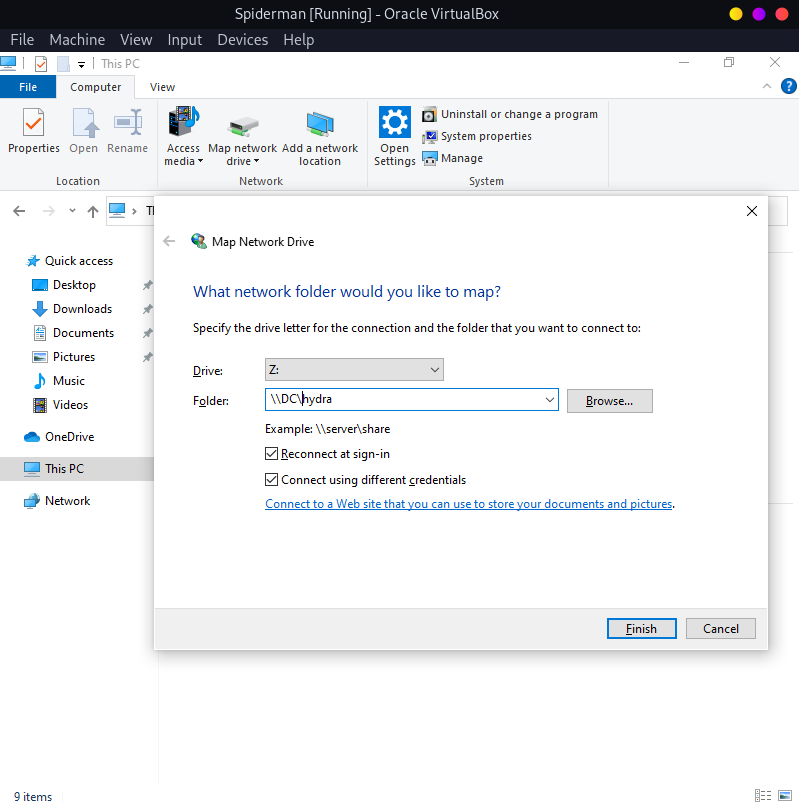 Spiderman [Running] - Oracle VirtualBox
File Machine View Input Devices Help
This PC
File Computer View
Properties Open Rename
Access media
Map network drive
Add a network location
Open Settings
Uninstall or change a program
System properties
Manage
Location Network System
Map Network Drive
Quick access
Desktop
Downloads
Documents
Pictures
Music
Videos
OneDrive
This PC
Network
What network folder would you like to map?
Specify the drive letter for the connection and the folder that you want to connect to:
Drive: Z:
Folder: \\DC\hydra Browse...
Example: \\server\share
Reconnect at sign-in
Connect using different credentials
Connect to a Web site that you can use to store your documents and pictures.
Finish Cancel
9 items